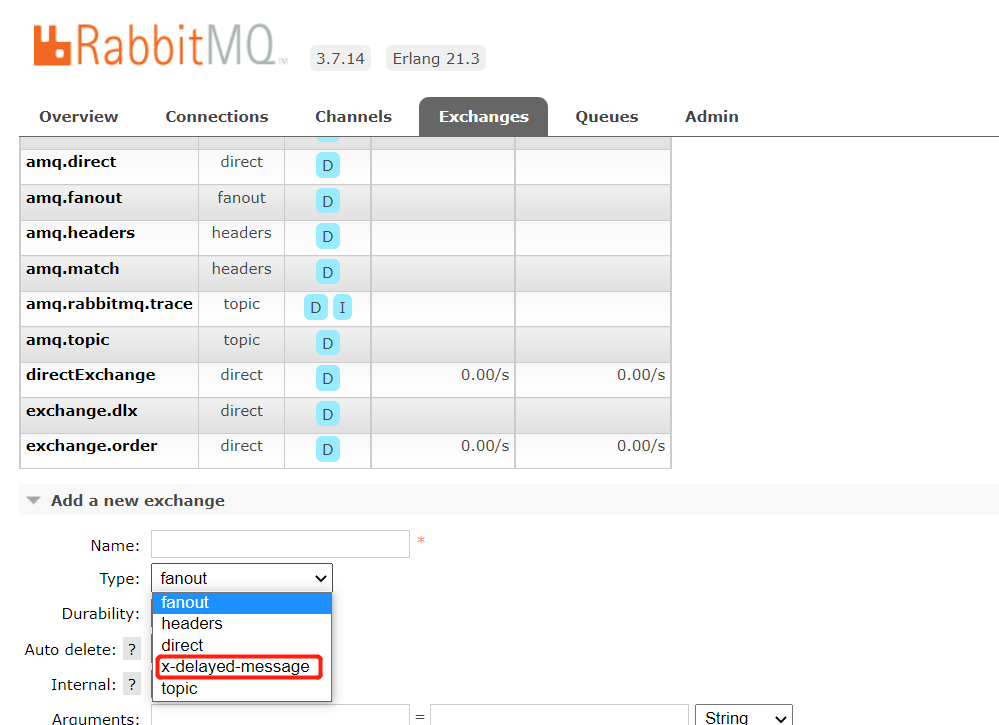 RabbitMQ™ 3.7.14 Erlang 21.3
Overview Connections Channels Exchanges Queues Admin
amq.direct direct D
amq.fanout fanout D
amq.headers headers D
amq.match headers D
amq.rabbitmq.trace topic D I
amq.topic topic D
directExchange direct D 0.00/s 0.00/s
exchange.dlx direct D
exchange.order direct D 0.00/s 0.00/s
Add a new exchange
Name: *
Type: fanout
fanout
Durability:
headers
direct
Auto delete: ?
x-delayed-message
Internal: ?
topic
Arguments: = String